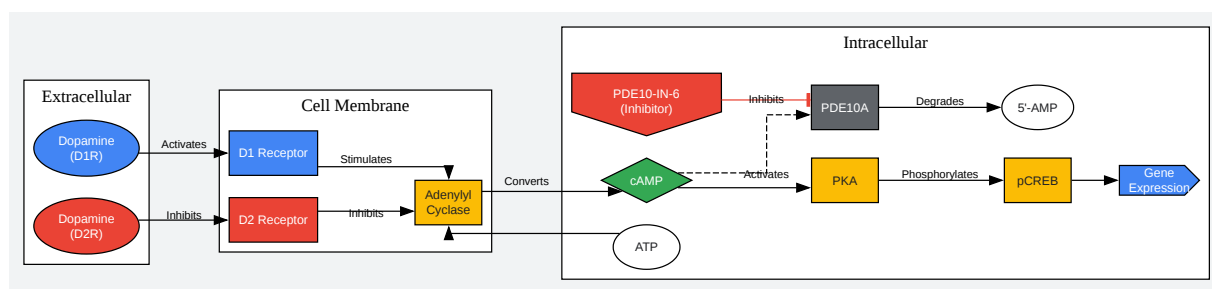 Extracellular
Dopamine
(D1R)
Dopamine
(D2R)
Activates
Inhibits
Cell Membrane
D1 Receptor
D2 Receptor
Stimulates
Inhibits
Adenylyl
Cyclase
Converts
Intracellular
PDE10-IN-6
(Inhibitor)
Inhibits
PDE10A
Degrades
5'-AMP
cAMP
Activates
PKA
Phosphorylates
pCREB
Gene
Expression
ATP